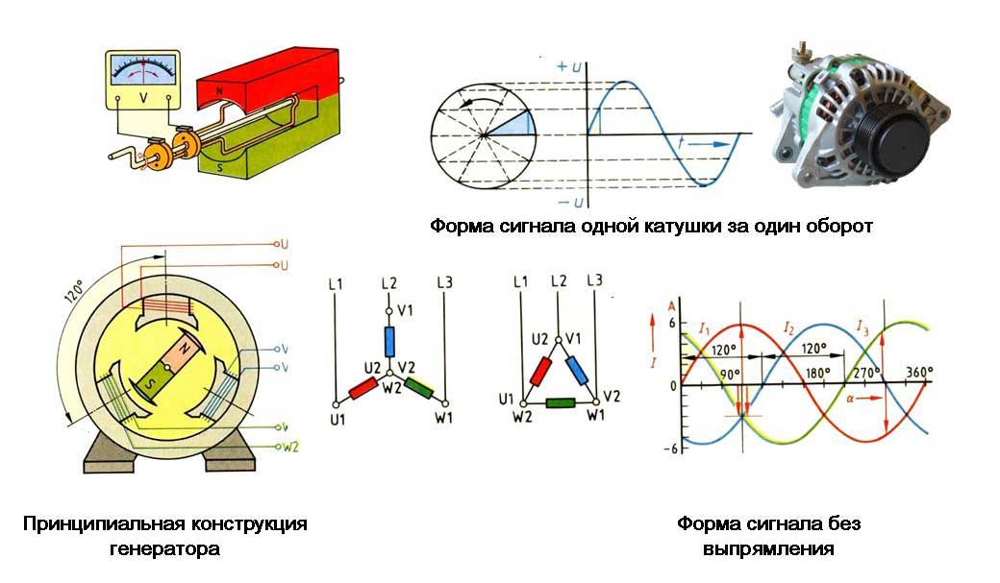 N
V
S
+u
t
−u
Форма сигнала одной катушки за один оборот
120°
U
U
N
S
V
V
W
W2
L1 L2 L3
V1
U2 V2
W2
U1 W1
L1 L2 L3
U2 V1
U1 V2
W2 W1
A
6
I
I1 I2 I3
120° 120°
90° 180° 270° 360°
0
α
-6
Принципиальная конструкция
генератора
Форма сигнала без
выпрямления